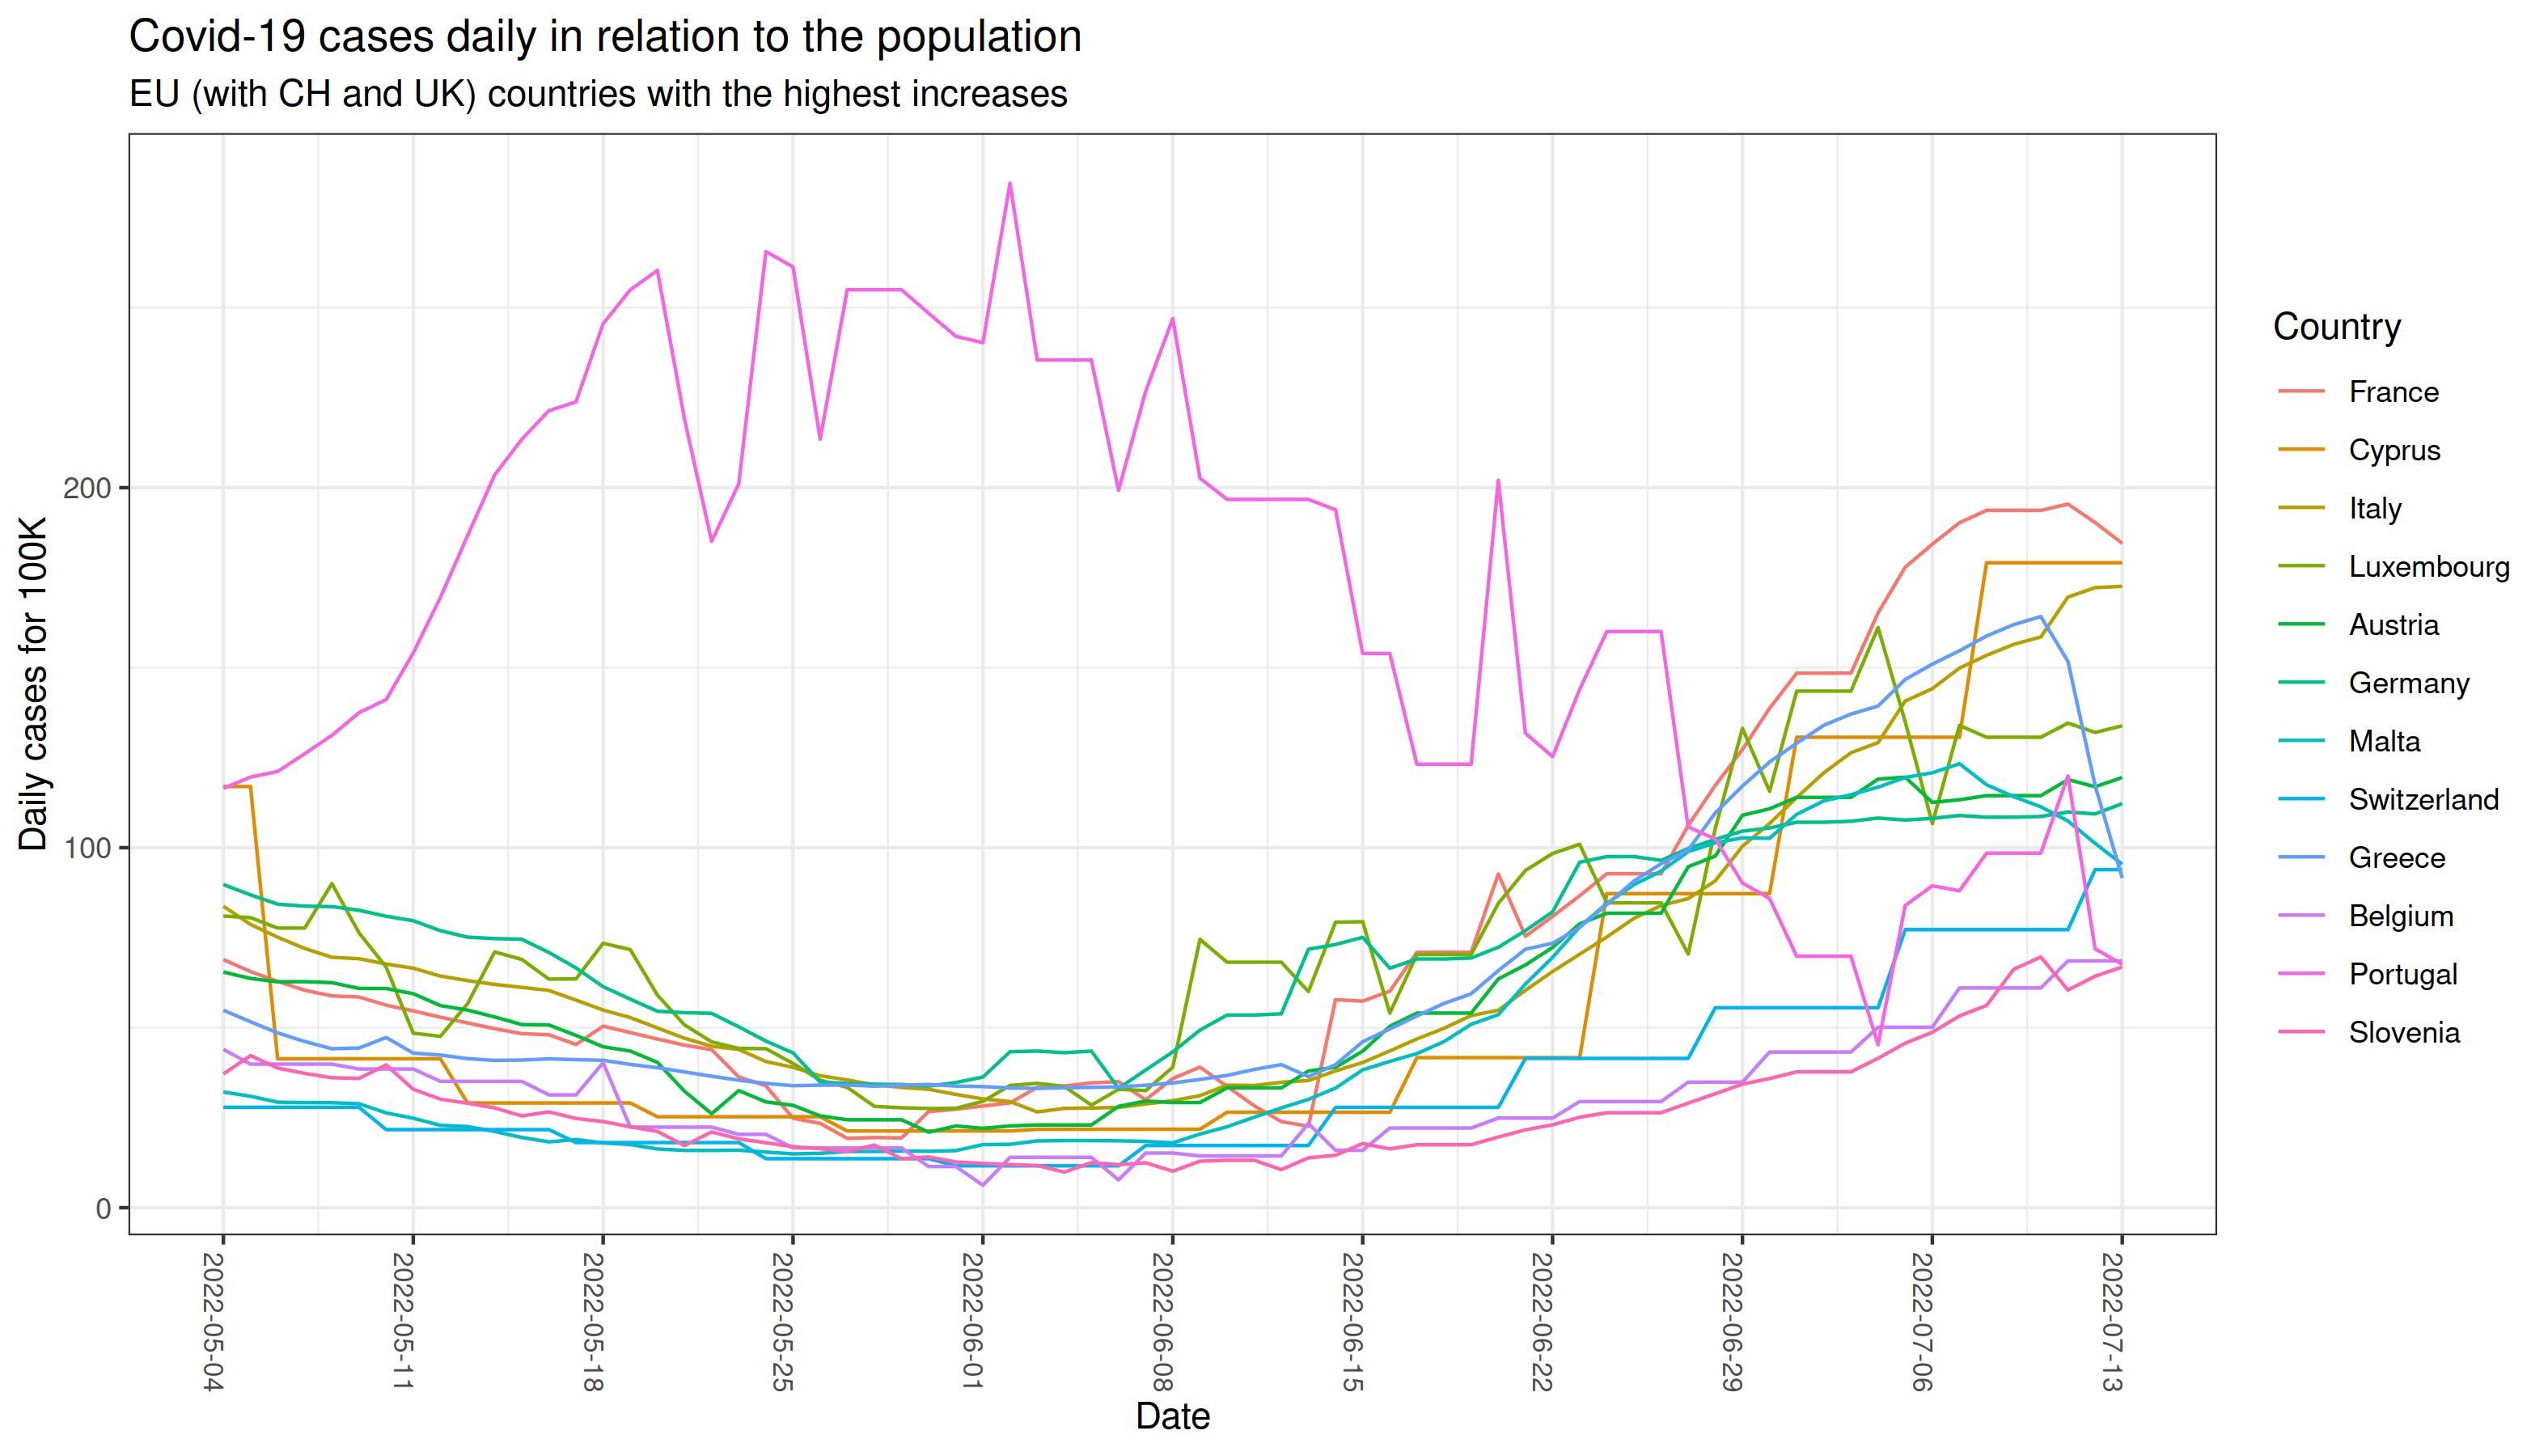 Covid-19 cases daily in relation to the population
EU (with CH and UK) countries with the highest increases
Daily cases for 100K
200
100
0
2022-05-04
2022-05-11
2022-05-18
2022-05-25
2022-06-01
2022-06-08
2022-06-15
2022-06-22
2022-06-29
2022-07-06
2022-07-13
Date
Country
France
Cyprus
Italy
Luxembourg
Austria
Germany
Malta
Switzerland
Greece
Belgium
Portugal
Slovenia